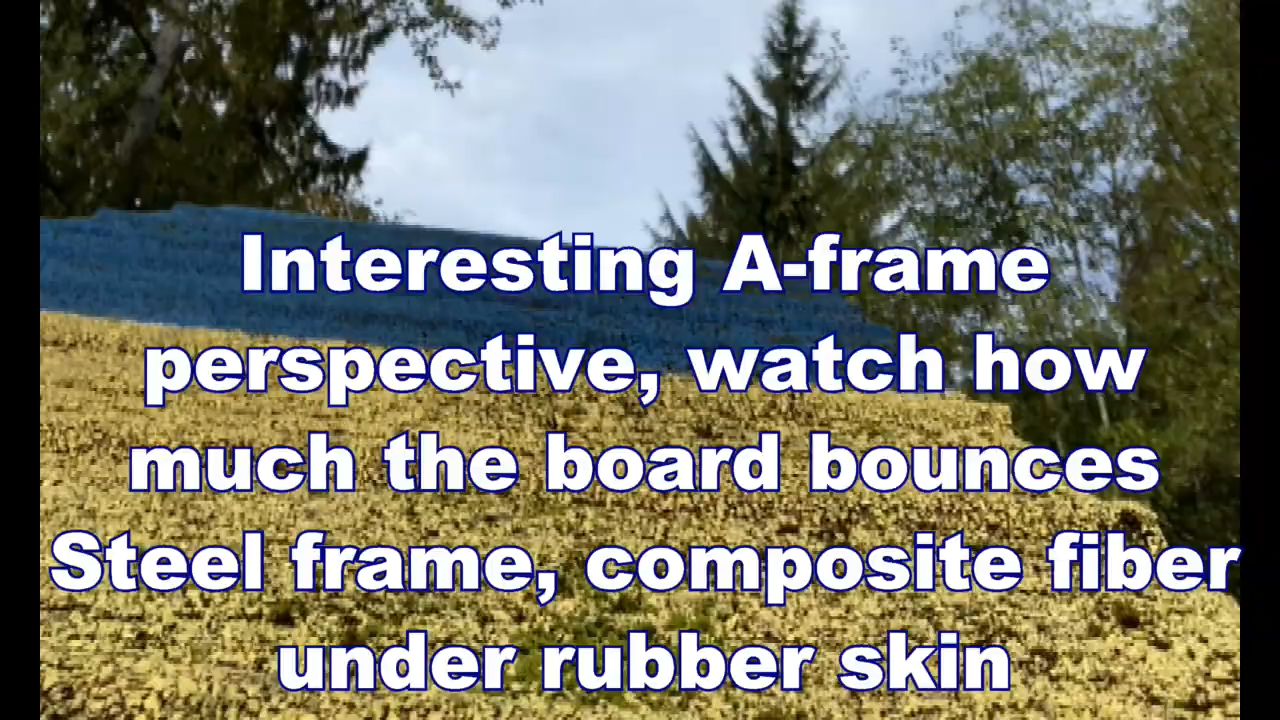 Interesting A-frame
perspective, watch how
much the board bounces
Steel frame, composite fiber
under rubber skin